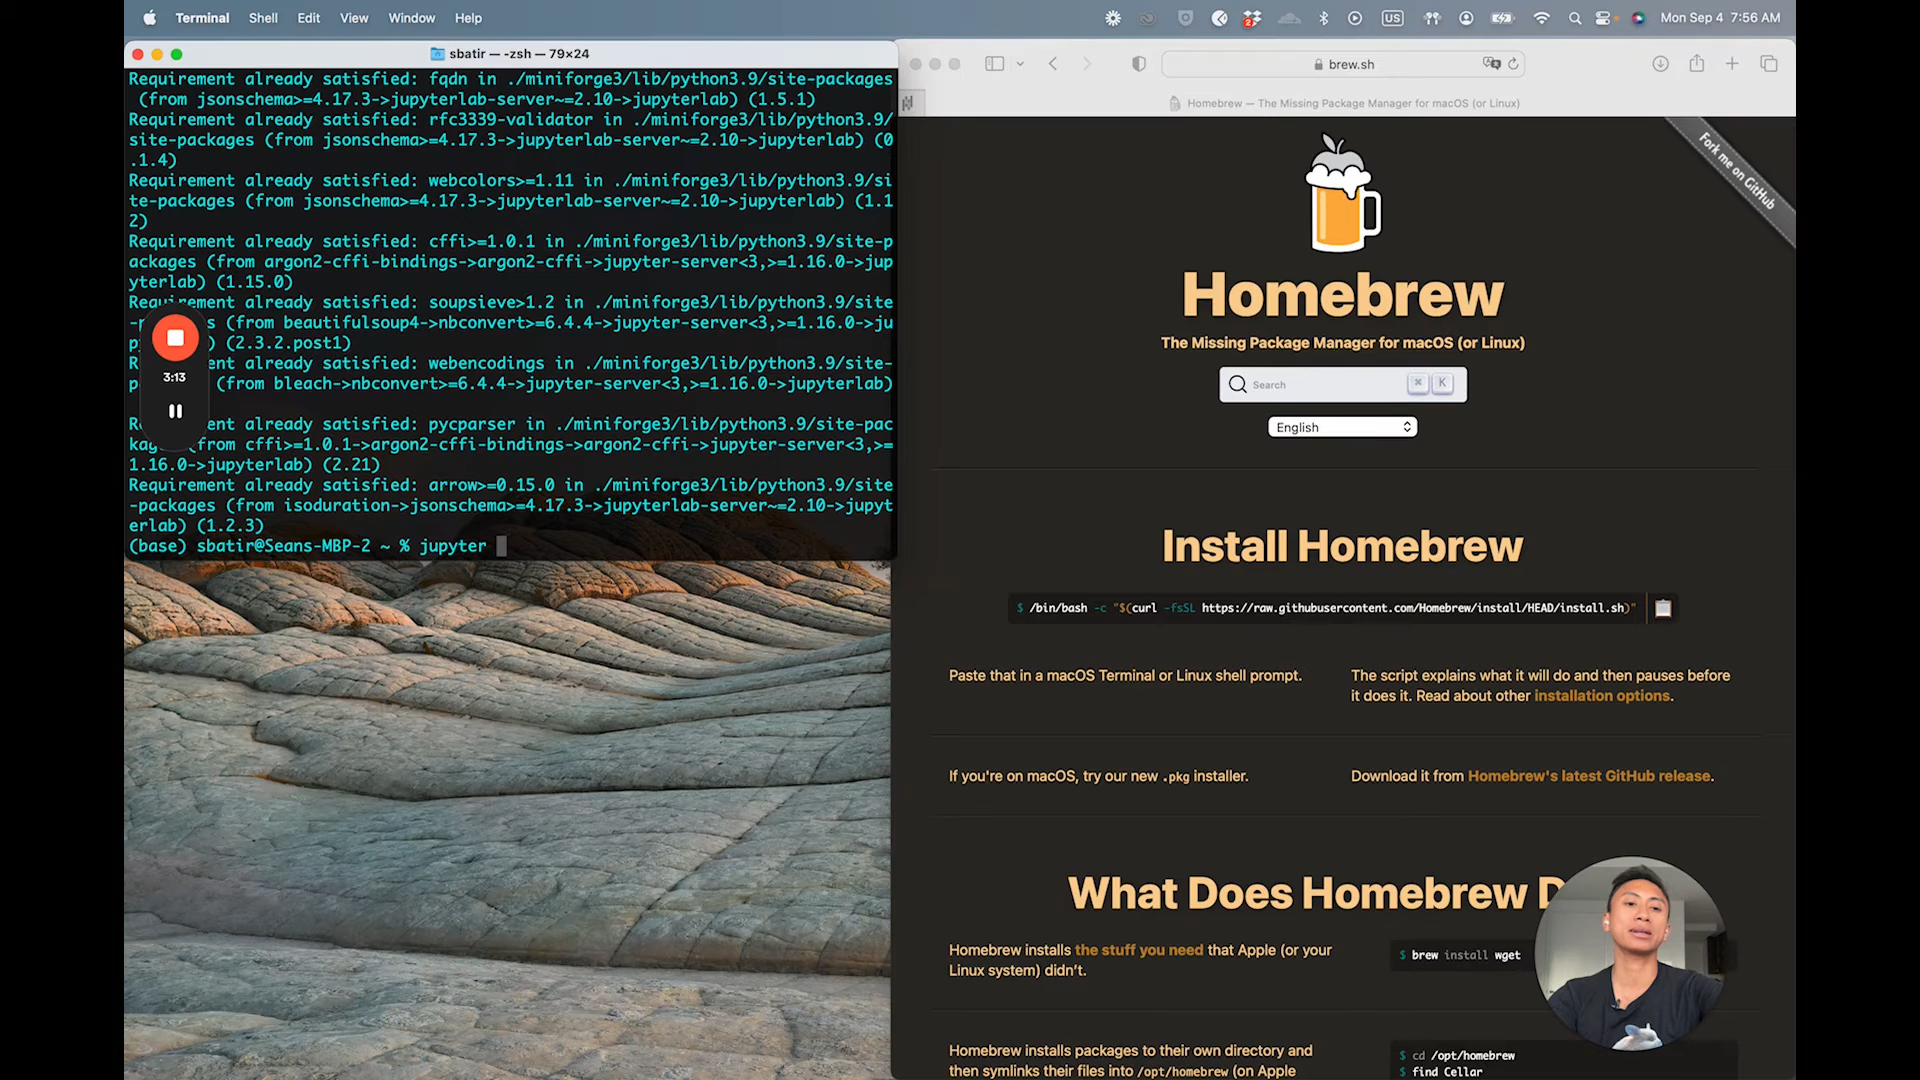 Terminal Shell Edit View Window Help
2
US
Mon Sep 4 7:56 AM
sbatir — -zsh — 79×24
Requirement already satisfied: fqdn in ./miniforge3/lib/python3.9/site-packages
(from jsonschema>=4.17.3->jupyterlab-server~=2.10->jupyterlab) (1.5.1)
Requirement already satisfied: rfc3339-validator in ./miniforge3/lib/python3.9/
site-packages (from jsonschema>=4.17.3->jupyterlab-server~=2.10->jupyterlab) (0
.1.4)
Requirement already satisfied: webcolors>=1.11 in ./miniforge3/lib/python3.9/si
te-packages (from jsonschema>=4.17.3->jupyterlab-server~=2.10->jupyterlab) (1.1
2)
Requirement already satisfied: cffi>=1.0.1 in ./miniforge3/lib/python3.9/site-p
ackages (from argon2-cffi-bindings->argon2-cffi->jupyter-server<3,>=1.16.0->jup
yterlab) (1.15.0)
Requirement already satisfied: soupsieve>1.2 in ./miniforge3/lib/python3.9/site
-p s (from beautifulsoup4->nbconvert>=6.4.4->jupyter-server<3,>=1.16.0->ju
p ) (2.3.2.post1)
R nt already satisfied: webencodings in ./miniforge3/lib/python3.9/site-
p (from bleach->nbconvert>=6.4.4->jupyter-server<3,>=1.16.0->jupyterlab)
R nt already satisfied: pycparser in ./miniforge3/lib/python3.9/site-pac
kag from cffi>=1.0.1->argon2-cffi-bindings->argon2-cffi->jupyter-server<3,>=
1.16.0->jupyterlab) (2.21)
Requirement already satisfied: arrow>=0.15.0 in ./miniforge3/lib/python3.9/site
-packages (from isoduration->jsonschema>=4.17.3->jupyterlab-server~=2.10->jupyt
erlab) (1.2.3)
(base) sbatir@Seans-MBP-2 ~ % jupyter
3:13
brew.sh
Homebrew — The Missing Package Manager for macOS (or Linux)
Fork me on GitHub
Homebrew
The Missing Package Manager for macOS (or Linux)
Search ⌘ K
English
Install Homebrew
$ /bin/bash -c "$(curl -fsSL https://raw.githubusercontent.com/Homebrew/install/HEAD/install.sh)"
Paste that in a macOS Terminal or Linux shell prompt.
The script explains what it will do and then pauses before
it does it. Read about other installation options.
If you're on macOS, try our new .pkg installer.
Download it from Homebrew's latest GitHub release.
What Does Homebrew D
Homebrew installs the stuff you need that Apple (or your
Linux system) didn't.
$ brew install wget
Homebrew installs packages to their own directory and
then symlinks their files into /opt/homebrew (on Apple
$ cd /opt/homebrew
$ find Cellar